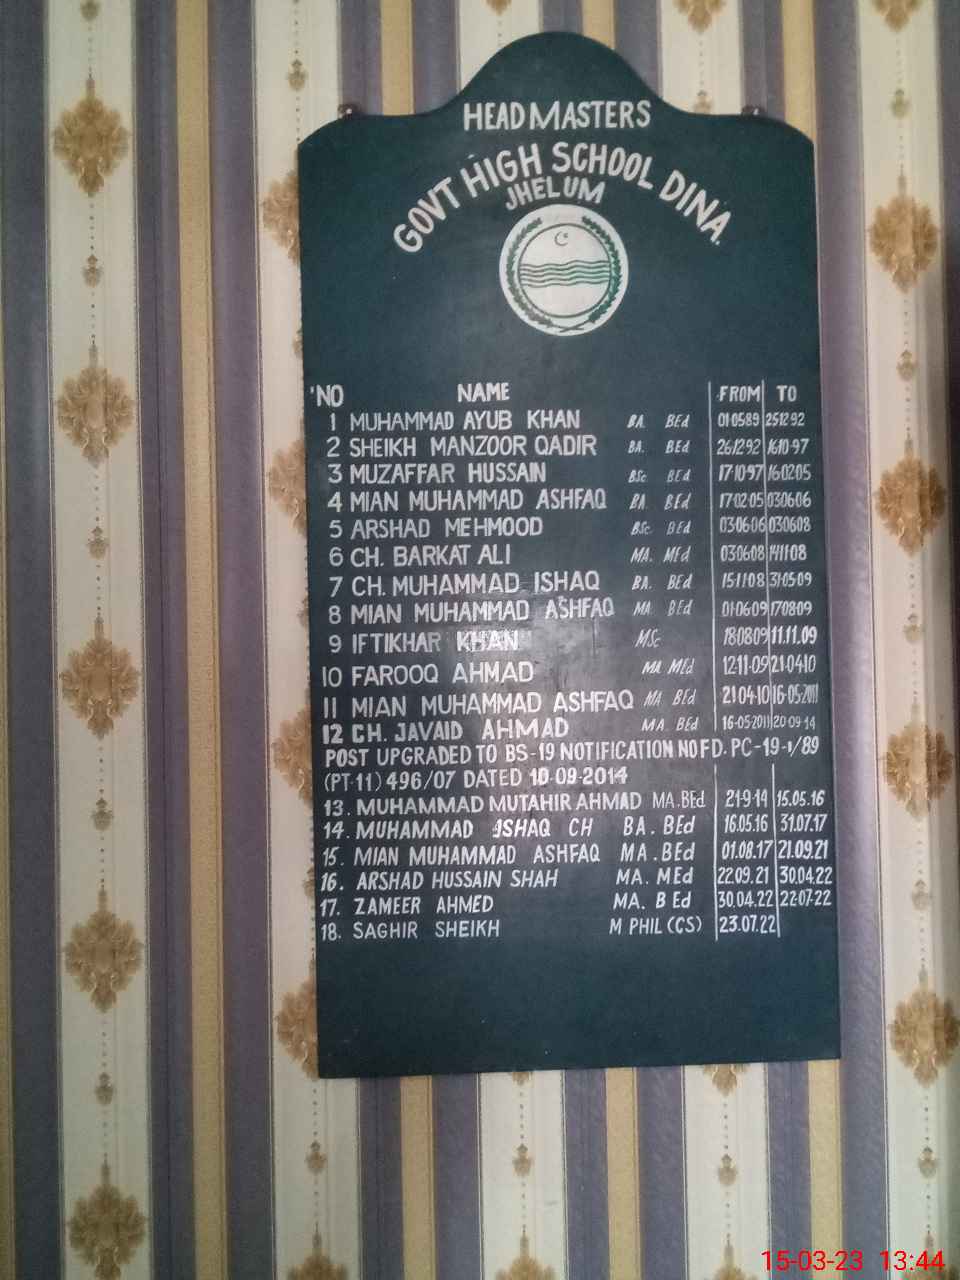 HEADMASTERS
GOVT HIGH SCHOOL DINA.
JHELUM
NO NAME FROM TO
1 MUHAMMAD AYUB KHAN BA. BEd 010589 251292
2 SHEIKH MANZOOR QADIR BA. BEd 261292 1610-97
3 MUZAFFAR HUSSAIN BSc BEd 17-10-97 160205
4 MIAN MUHAMMAD ASHFAQ BA. BEd 170205 030606
5 ARSHAD MEHMOOD BSc. BEd 030606 030608
6 CH. BARKAT ALI MA. MEd 030608 141108
7 CH. MUHAMMAD ISHAQ BA. BEd 151108 310509
8 MIAN MUHAMMAD ASHFAQ MA. BEd 010609 170809
9 IFTIKHAR KHAN MSc 180809 11.11.09
10 FAROOQ AHMAD MA MEd 12-11-09 21-04-10
11 MIAN MUHAMMAD ASHFAQ MA BEd 21 04-10 16-05-2011
12 CH. JAVAID AHMAD MA. BEd 16-05-2011 20-09-14
POST UPGRADED TO BS-19 NOTIFICATION NO FD. PC-19-1/89
(PT-11) 496/07 DATED 10-09-2014
13. MUHAMMAD MUTAHIR AHMAD MA.BEd 21-9-14 15.05.16
14. MUHAMMAD ISHAQ CH BA. BEd 16.05.16 31.07.17
15. MIAN MUHAMMAD ASHFAQ MA.BEd 01.08.17 21.09.21
16. ARSHAD HUSSAIN SHAH MA. MEd 22.09.21 30.04.22
17. ZAMEER AHMED MA. BEd 30.04.22 22-07-22
18. SAGHIR SHEIKH M PHIL (CS) 23.07.22
15-03-23 13:44